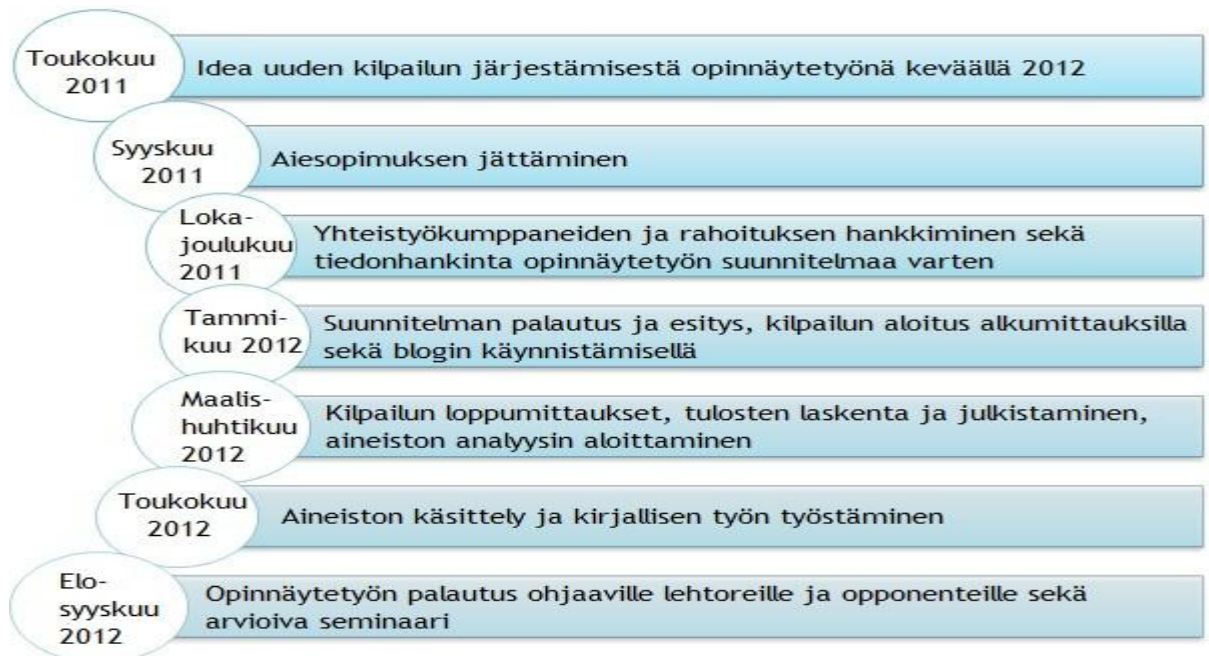 Toukokuu
2011
Idea uuden kilpailun järjestämisestä opinnäytetyönä keväällä 2012
Syyskuu
2011
Aiesopimuksen jättäminen
Loka-
joulukuu
2011
Yhteistyökumppaneiden ja rahoituksen hankkiminen sekä
tiedonhankinta opinnäytetyön suunnitelmaa varten
Tammi-
kuu 2012
Suunnitelman palautus ja esitys, kilpailun aloitus alkumittauksilla
sekä blogin käynnistämisellä
Maalis-
huhtikuu
2012
Kilpailun loppumittaukset, tulosten laskenta ja julkistaminen,
aineiston analyysin aloittaminen
Toukokuu
2012
Aineiston käsittely ja kirjallisen työn työstäminen
Elo-
syyskuu
2012
Opinnäytetyön palautus ohjaaville lehtoreille ja opponenteille sekä
arvioiva seminaari